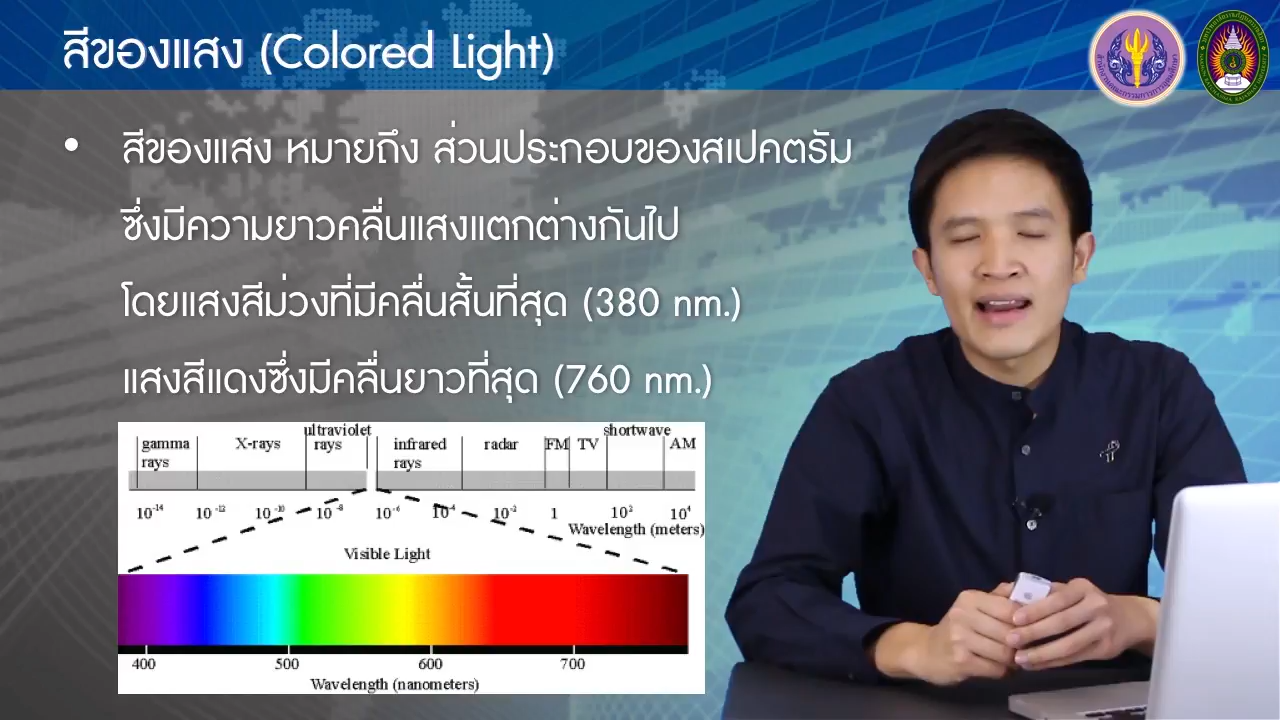 สีของแสง (Colored Light)
• สีของแสง หมายถึง ส่วนประกอบของสเปคตรัม
ซึ่งมีความยาวคลื่นแสงแตกต่างกันไป
โดยแสงสีม่วงที่มีคลื่นสั้นที่สุด (380 nm.)
แสงสีแดงซึ่งมีคลื่นยาวที่สุด (760 nm.)
gamma rays
X-rays
ultraviolet rays
infrared rays
radar
FM
TV
shortwave
AM
10⁻¹⁴ 10⁻¹² 10⁻¹⁰ 10⁻⁸ 10⁻⁶ 10⁻⁴ 10⁻² 1 10² 10⁴
Wavelength (meters)
Visible Light
400 500 600 700
Wavelength (nanometers)